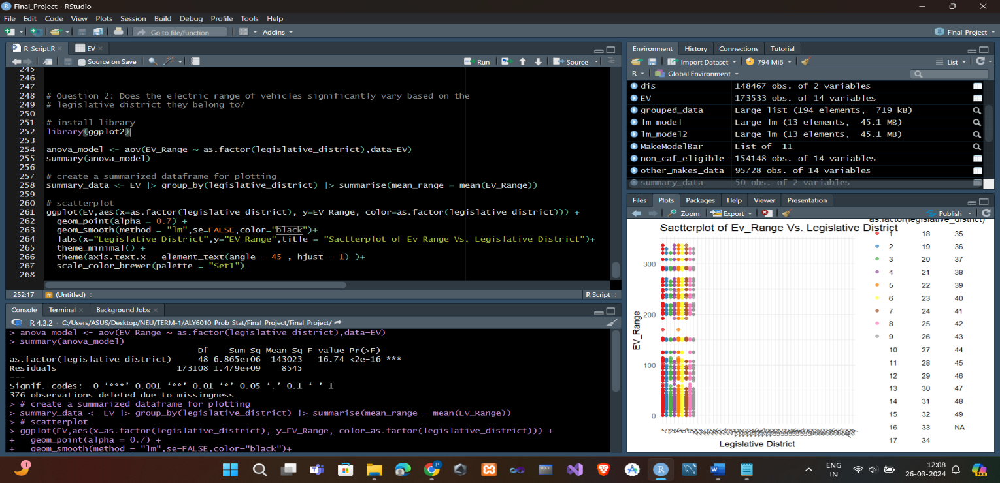 Final_Project - RStudio
File Edit Code View Plots Session Build Debug Profile Tools Help
Go to file/function Addins Final_Project
R_Script.R EV
Source on Save Run Source
245
246
247
248 # Question 2: Does the electric range of vehicles significantly vary based on the
249 # legislative district they belong to?
250
251 # install library
252 library(ggplot2)
253
254 anova_model <- aov(EV_Range ~ as.factor(legislative_district),data=EV)
255 summary(anova_model)
256
257 # create a summarized dataframe for plotting
258 summary_data <- EV |> group_by(legislative_district) |> summarise(mean_range = mean(EV_Range))
259
260 # scatterplot
261 ggplot(EV,aes(x=as.factor(legislative_district), y=EV_Range, color=as.factor(legislative_district))) +
262 geom_point(alpha = 0.7) +
263 geom_smooth(method = "lm",se=FALSE,color="black")+
264 labs(x="Legislative District",y="EV_Range",title = "Sactterplot of Ev_Range Vs. Legislative District")+
265 theme_minimal() +
266 theme(axis.text.x = element_text(angle = 45 , hjust = 1) )+
267 scale_color_brewer(palette = "Set1")
268
252:17 # (Untitled) R Script
Console Terminal Background Jobs
R 4.3.2 · C:/Users/ASUS/Desktop/NEU/TERM-1/ALY6010_Prob_Stat/Final_Project/Final_Project/
> anova_model <- aov(EV_Range ~ as.factor(legislative_district),data=EV)
> summary(anova_model)
Df Sum Sq Mean Sq F value Pr(>F)
as.factor(legislative_district) 48 6.865e+06 143023 16.74 <2e-16 ***
Residuals 173108 1.479e+09 8545
---
Signif. codes: 0 ‘***’ 0.001 ‘**’ 0.01 ‘*’ 0.05 ‘.’ 0.1 ‘ ’ 1
376 observations deleted due to missingness
> # create a summarized dataframe for plotting
> summary_data <- EV |> group_by(legislative_district) |> summarise(mean_range = mean(EV_Range))
> # scatterplot
> ggplot(EV,aes(x=as.factor(legislative_district), y=EV_Range, color=as.factor(legislative_district))) +
+ geom_point(alpha = 0.7) +
+ geom_smooth(method = "lm",se=FALSE,color="black")+
Environment History Connections Tutorial
Import Dataset 794 MiB List
R Global Environment
dis 148467 obs. of 2 variables
EV 173533 obs. of 14 variables
grouped_data Large list (194 elements, 719 kB)
lm_model Large lm (13 elements, 45.1 MB)
lm_model2 Large lm (13 elements, 45.1 MB)
MakeModelBar List of 11
non_caf_eligible… 154148 obs. of 14 variables
other_makes_data 95728 obs. of 14 variables
summary_data 50 obs. of 2 variables
Files Plots Packages Help Viewer Presentation
Zoom Export Publish
as.factor(legislative_district)
Sactterplot of Ev_Range Vs. Legislative District
300
200
100
0
EV_Range
Legislative District
1 18 35
2 19 36
3 20 37
4 21 38
5 22 39
6 23 40
7 24 41
8 25 42
9 26 43
10 27 44
11 28 45
12 29 46
13 30 47
14 31 48
15 32 49
16 33 NA
17 34
1
ENG
IN
12:08
26-03-2024